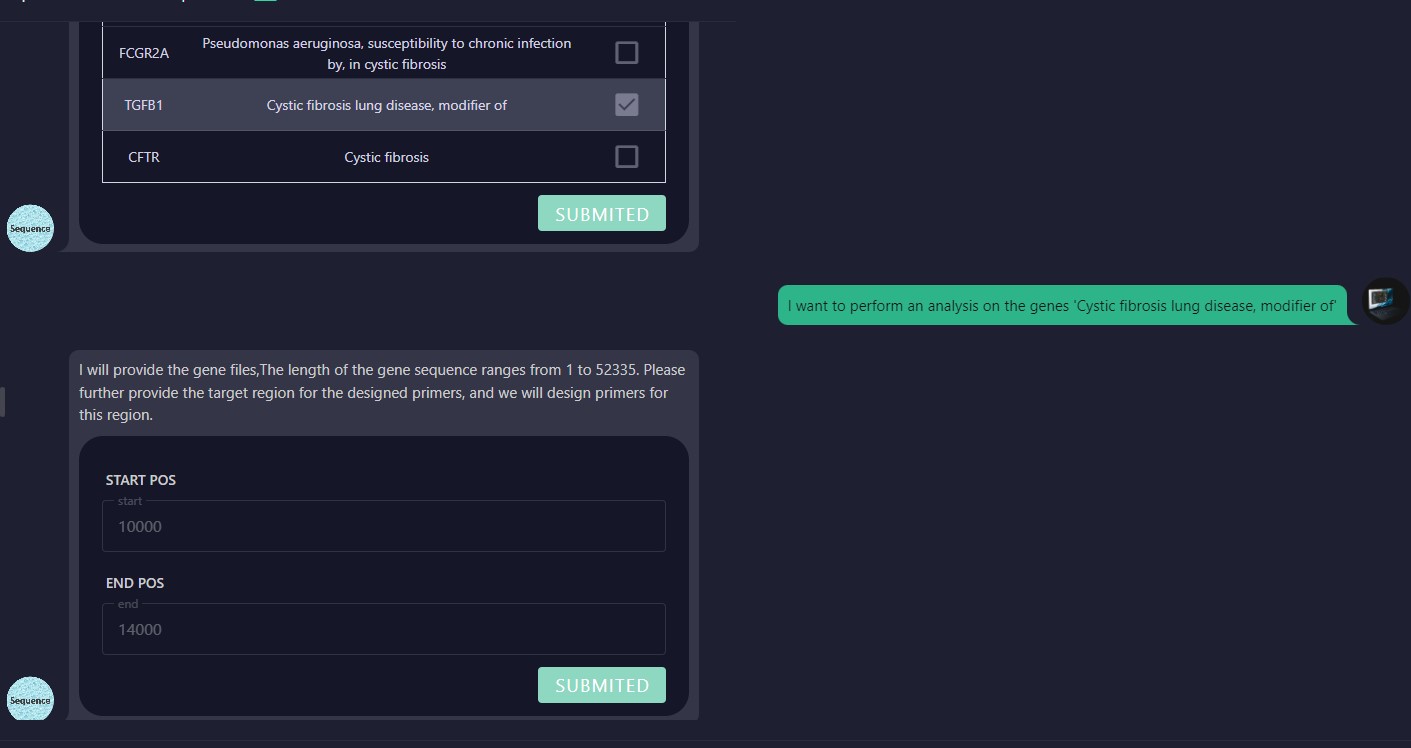 FCGR2A
Pseudomonas aeruginosa, susceptibility to chronic infection
by, in cystic fibrosis
TGFB1
Cystic fibrosis lung disease, modifier of
CFTR
Cystic fibrosis
SUBMITED
Sequence
I want to perform an analysis on the genes 'Cystic fibrosis lung disease, modifier of'
I will provide the gene files,The length of the gene sequence ranges from 1 to 52335. Please
further provide the target region for the designed primers, and we will design primers for
this region.
START POS
start
10000
END POS
end
14000
SUBMITED
Sequence